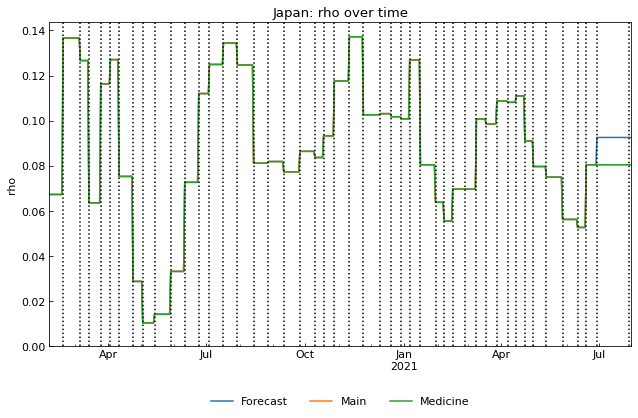 Japan: rho over time
0.14
0.12
0.10
0.08
0.06
0.04
0.02
0.00
rho
Apr Jul Oct Jan Apr Jul
2021
Forecast Main Medicine